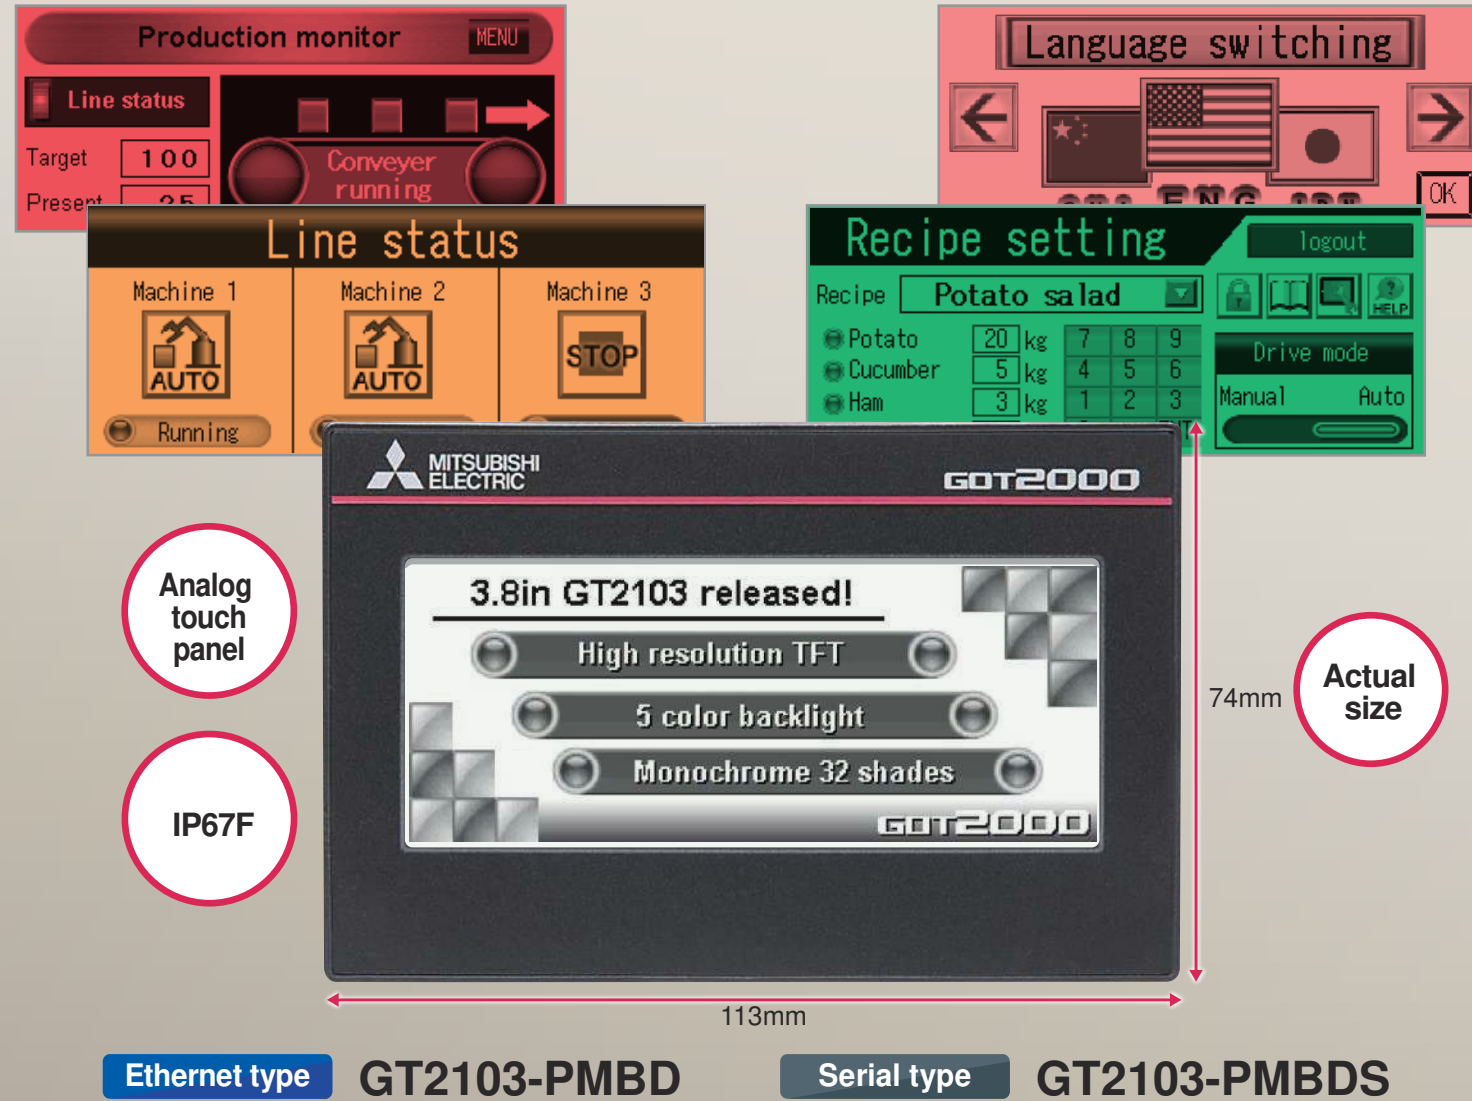 Production monitor
MENU
Line status
Target 100
Present 25
Conveyer
running
Language switching
ENG
OK
Line status
Machine 1
Machine 2
Machine 3
AUTO
AUTO
STOP
Running
Recipe setting
logout
Recipe Potato salad
HELP
Potato 20 kg
Cucumber 5 kg
Ham 3 kg
7 8 9
4 5 6
1 2 3
Drive mode
Manual Auto
MITSUBISHI
ELECTRIC
GOT2000
3.8in GT2103 released!
High resolution TFT
5 color backlight
Monochrome 32 shades
GOT2000
Analog
touch
panel
IP67F
74mm
Actual
size
113mm
Ethernet type GT2103-PMBD
Serial type GT2103-PMBDS